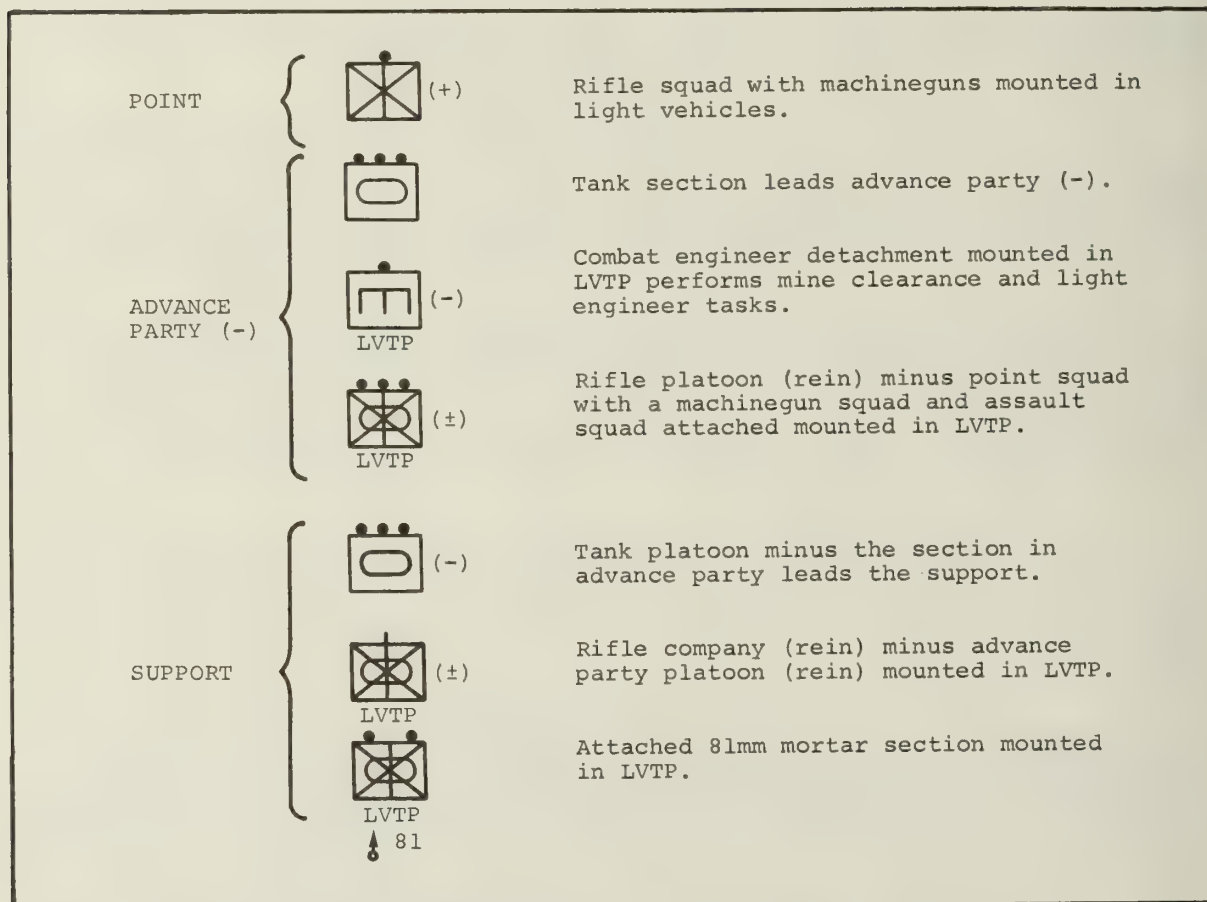 POINT
(+)
Rifle squad with machineguns mounted in
light vehicles.
ADVANCE
PARTY (-)
Tank section leads advance party (-).
(-)
LVTP
Combat engineer detachment mounted in
LVTP performs mine clearance and light
engineer tasks.
(±)
LVTP
Rifle platoon (rein) minus point squad
with a machinegun squad and assault
squad attached mounted in LVTP.
SUPPORT
(-)
Tank platoon minus the section in
advance party leads the support.
(±)
LVTP
Rifle company (rein) minus advance
party platoon (rein) mounted in LVTP.
LVTP
81
Attached 81mm mortar section mounted
in LVTP.